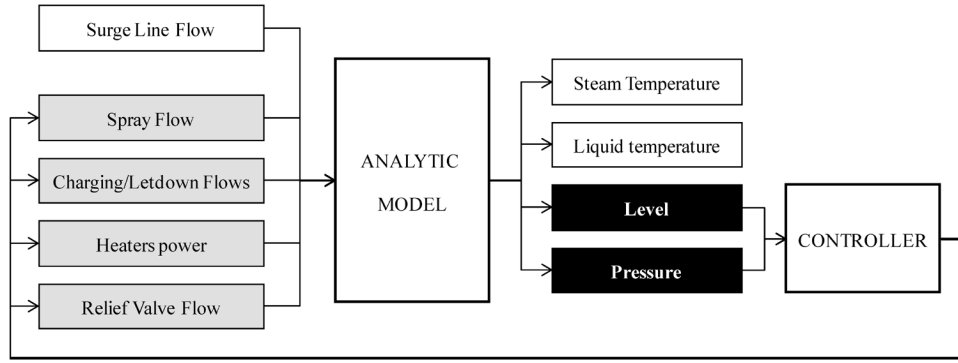 Surge Line Flow
Spray Flow
Charging/Letdown Flows
Heaters power
Relief Valve Flow
ANALYTIC
MODEL
Steam Temperature
Liquid temperature
Level
Pressure
CONTROLLER